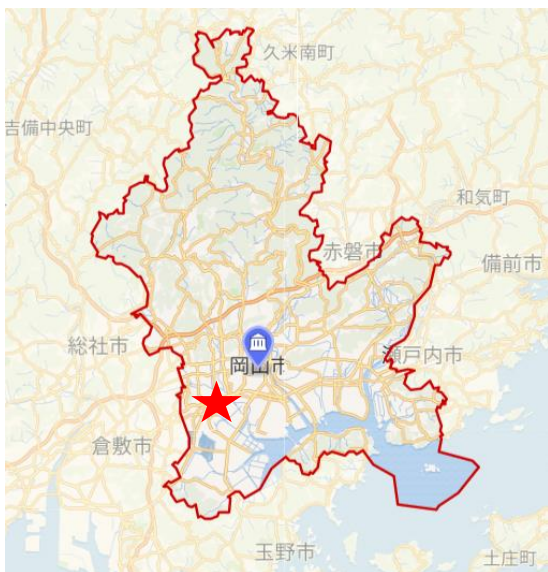 久米南町
吉備中央町
和気町
赤磐市
備前市
総社市
岡山市
瀬戸内市
倉敷市
玉野市
土庄町